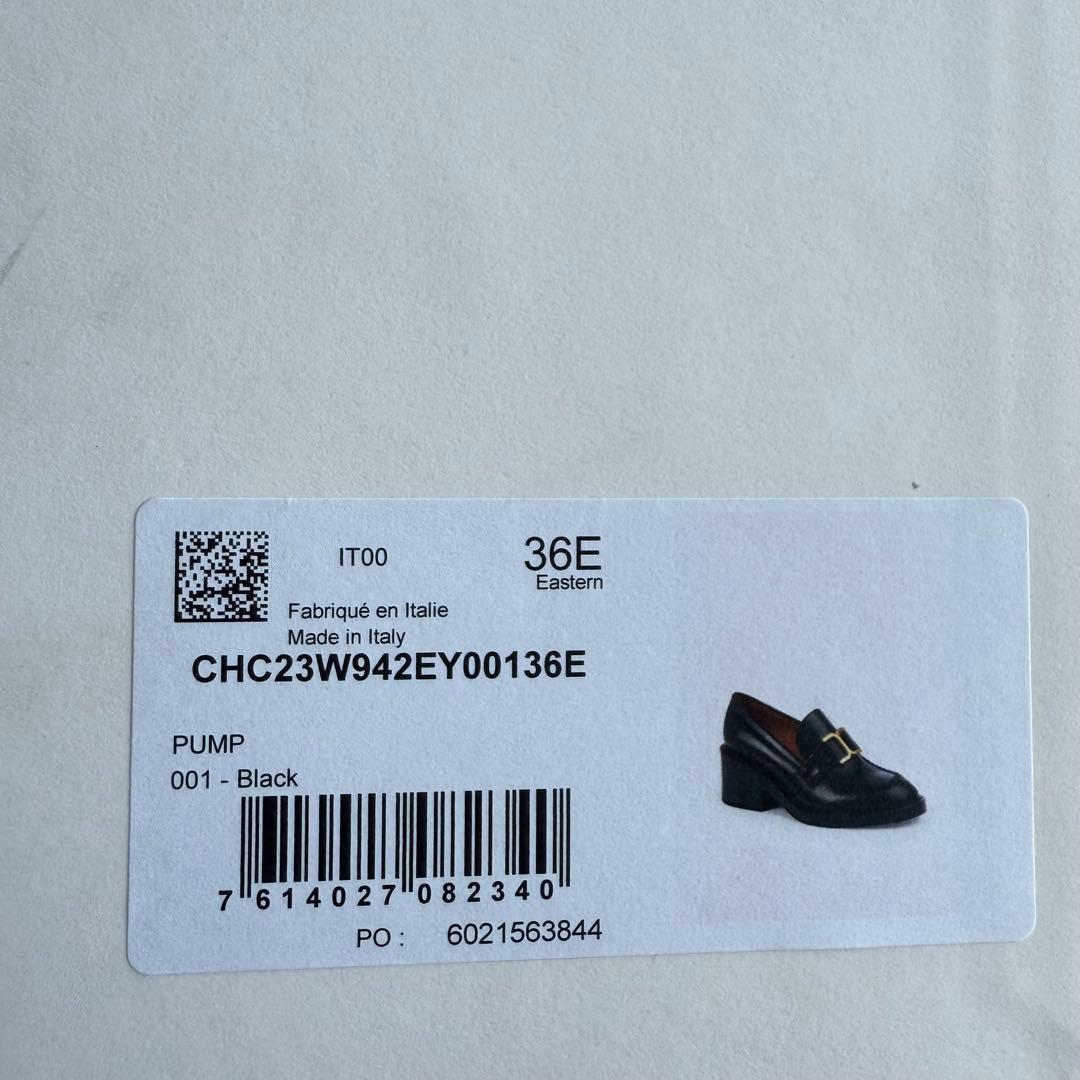 IT00
36E
Eastern
Fabriqué en Italie
Made in Italy
CHC23W942EY00136E
PUMP
001 - Black
7 614027 082340
PO : 6021563844